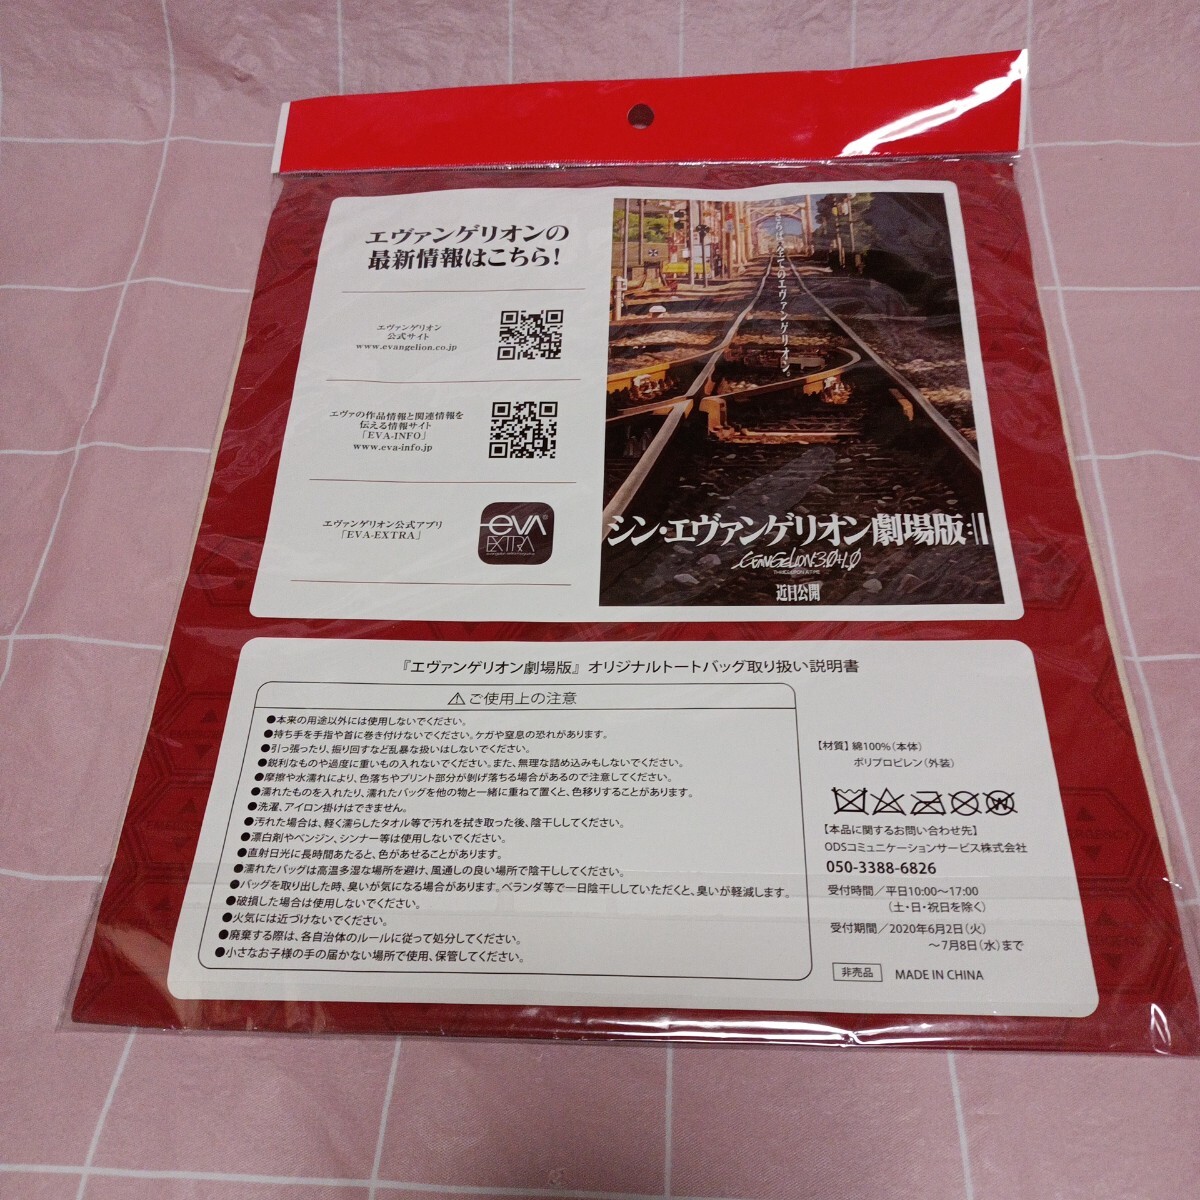 エヴァンゲリオンの
最新情報はこちら!
エヴァンゲリオン
公式サイト
www.evangelion.co.jp
エヴァの作品情報と関連情報を
伝える情報サイト
「EVA-INFO」
www.eva-info.jp
エヴァンゲリオン公式アプリ
「EVA-EXTRA」
EVA
EXTRA
さらば、全てのエヴァンゲリオン。
シン・エヴァンゲリオン劇場版:||
EVANGELION:3.0+1.0
近日公開
『エヴァンゲリオン劇場版』オリジナルトートバッグ取り扱い説明書
⚠ご使用上の注意
●本来の用途以外には使用しないでください。
●持ち手を手指や首に巻き付けないでください。ケガや窒息の恐れがあります。
●引っ張ったり、振り回すなど乱暴な扱いはしないでください。
●鋭利なものや過度に重いもの入れないでください。また、無理な詰め込みもしないでください。
●摩擦や水濡れにより、色落ちやプリント部分が剝げ落ちる場合があるので注意してください。
●濡れたものを入れたり、濡れたバッグを他の物と一緒に重ねて置くと、色移りすることがあります。
●洗濯、アイロン掛けはできません。
●汚れた場合は、軽く濡らしたタオル等で汚れを拭き取った後、陰干ししてください。
●漂白剤やベンジン、シンナー等は使用しないでください。
●直射日光に長時間あたると、色があせることがあります。
●濡れたバッグは高温多湿な場所を避け、風通しの良い場所で陰干ししてください。
●バッグを取り出した時、臭いが気になる場合があります。ベランダ等で一日陰干ししていただくと、臭いが軽減します。
●破損した場合は使用しないでください。
●火気には近づけないでください。
●廃棄する際は、各自治体のルールに従って処分してください。
●小さなお子様の手の届かない場所で使用、保管してください。
【材質】綿100%(本体)
ポリプロピレン(外装)
【本品に関するお問い合わせ先】
ODSコミュニケーションサービス株式会社
050-3388-6826
受付時間/平日10:00〜17:00
(土・日・祝日を除く)
受付期間/2020年6月2日(火)
〜7月8日(水)まで
非売品 MADE IN CHINA